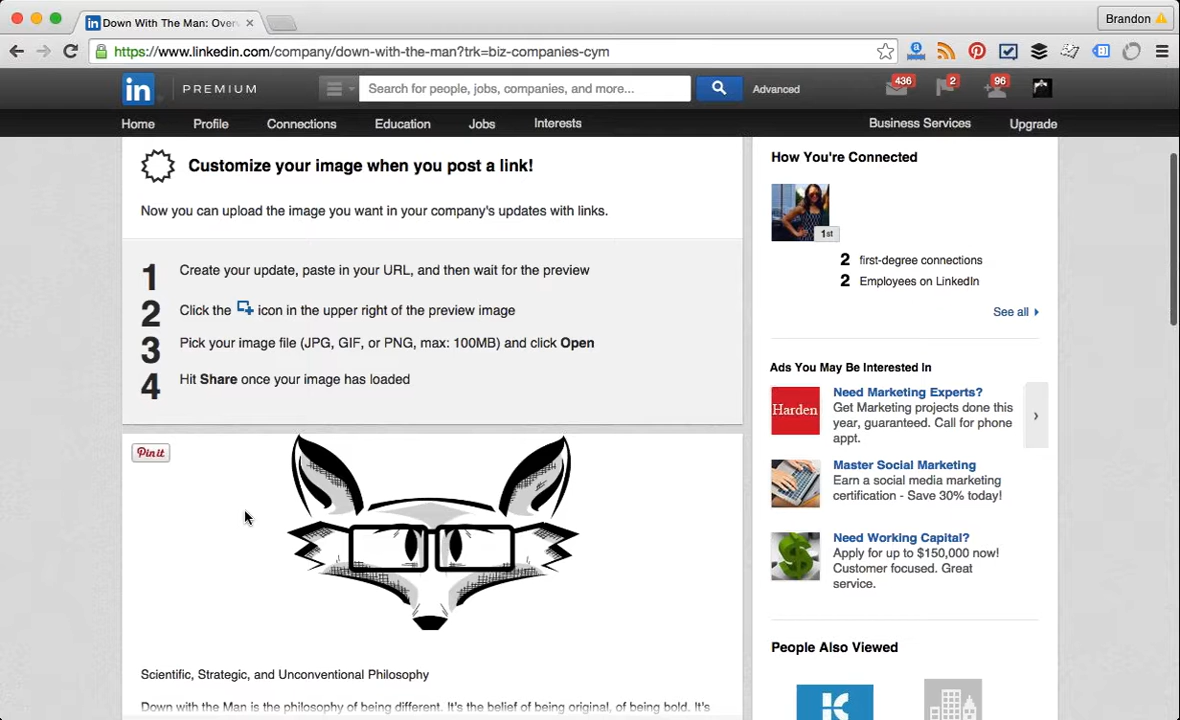 Down With The Man: Over
Brandon
https://www.linkedin.com/company/down-with-the-man?trk=biz-companies-cym
in PREMIUM
Search for people, jobs, companies, and more...
Advanced
436
2
96
Home Profile Connections Education Jobs Interests
Business Services Upgrade
Customize your image when you post a link!
Now you can upload the image you want in your company's updates with links.
1 Create your update, paste in your URL, and then wait for the preview
2 Click the icon in the upper right of the preview image
3 Pick your image file (JPG, GIF, or PNG, max: 100MB) and click Open
4 Hit Share once your image has loaded
Pin it
Scientific, Strategic, and Unconventional Philosophy
Down with the Man is the philosophy of being different. It's the belief of being original, of being bold. It's
How You're Connected
1st
2 first-degree connections
2 Employees on LinkedIn
See all
Ads You May Be Interested In
Harden
Need Marketing Experts?
Get Marketing projects done this
year, guaranteed. Call for phone
appt.
Master Social Marketing
Earn a social media marketing
certification - Save 30% today!
Need Working Capital?
Apply for up to $150,000 now!
Customer focused. Great
service.
People Also Viewed